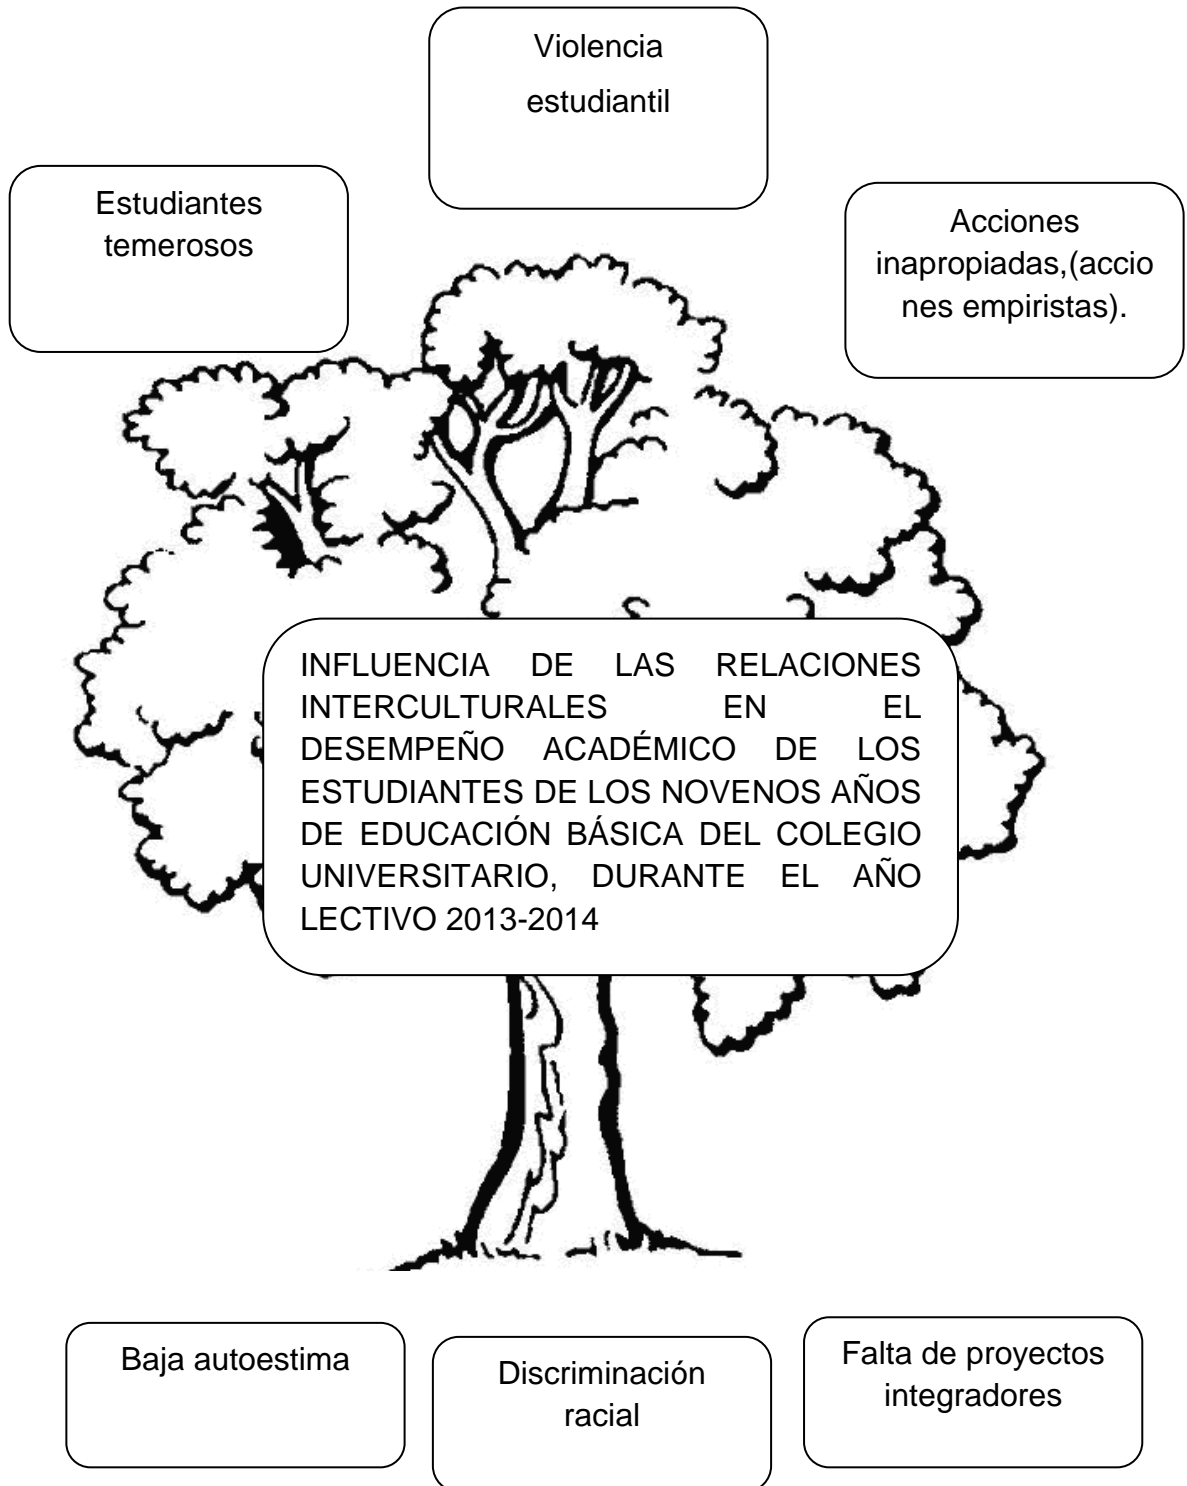 Violencia
estudiantil
Estudiantes
temerosos
Acciones
inapropiadas,(accio
nes empiristas).
INFLUENCIA DE LAS RELACIONES
INTERCULTURALES EN EL
DESEMPEÑO ACADÉMICO DE LOS
ESTUDIANTES DE LOS NOVENOS AÑOS
DE EDUCACIÓN BÁSICA DEL COLEGIO
UNIVERSITARIO, DURANTE EL AÑO
LECTIVO 2013-2014
Baja autoestima
Discriminación
racial
Falta de proyectos
integradores